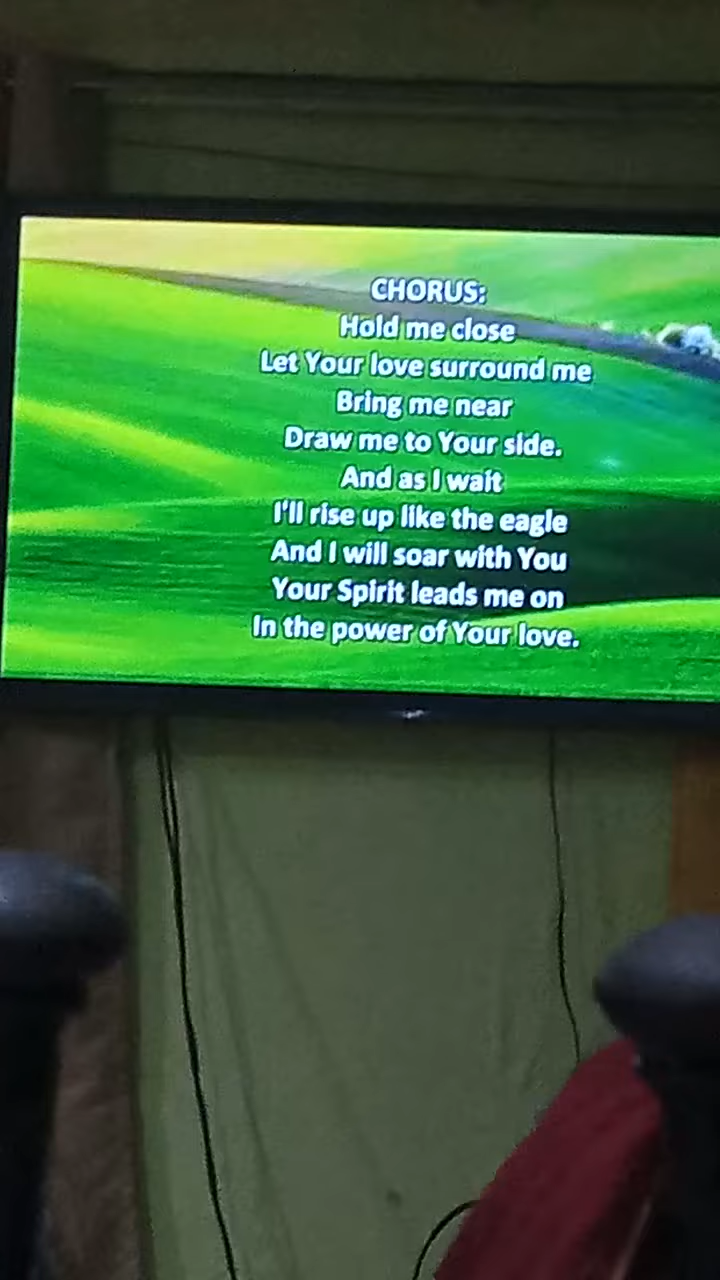 CHORUS:
Hold me close
Let Your love surround me
Bring me near
Draw me to Your side.
And as I wait
I'll rise up like the eagle
And I will soar with You
Your Spirit leads me on
In the power of Your love.